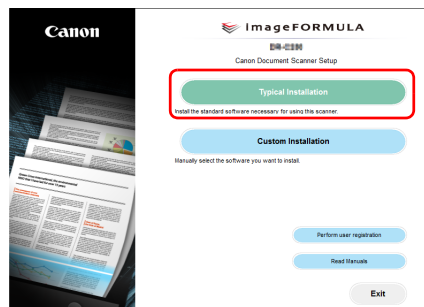 Canon
imageFORMULA
Canon Document Scanner Setup
Typical Installation
Install the standard software necessary for using this scanner.
Custom Installation
Manually select the software you want to install.
Perform user registration
Read Manuals
Exit